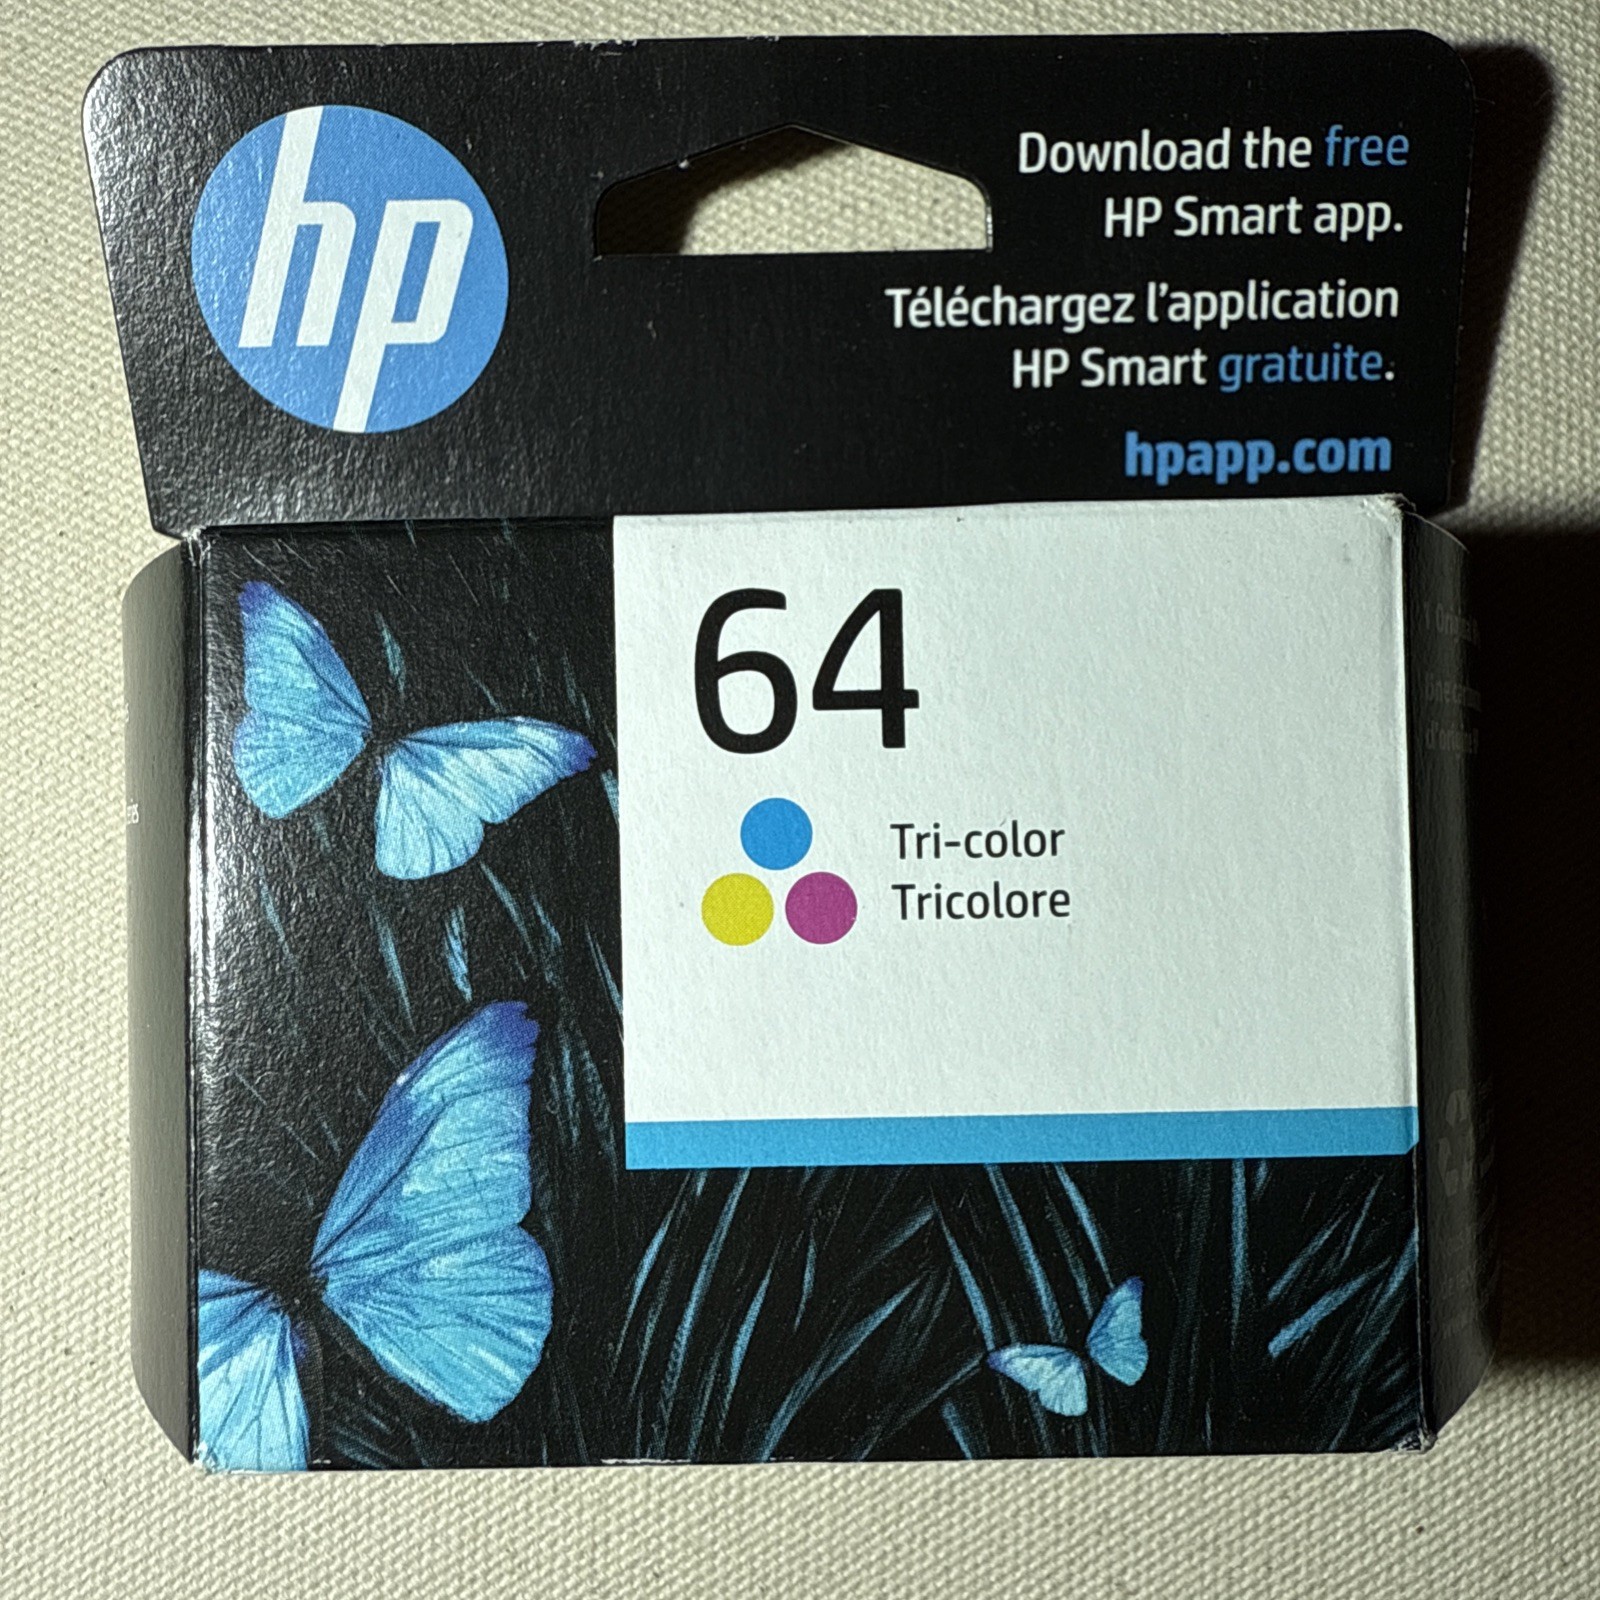 hp
Download the free
HP Smart app.
Téléchargez l'application
HP Smart gratuite.
hpapp.com
64
Tri-color
Tricolore